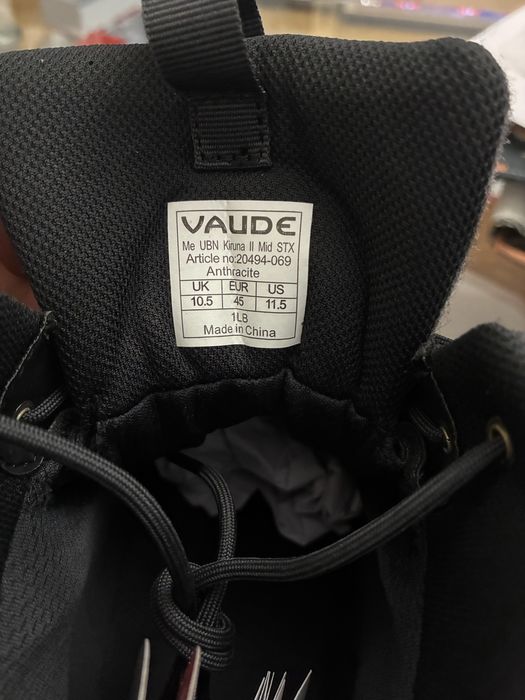 VAUDE
Me UBN Kiruna II Mid STX
Article no:20494-069
Anthracite
UK EUR US
10.5 45 11.5
1LB
Made in China